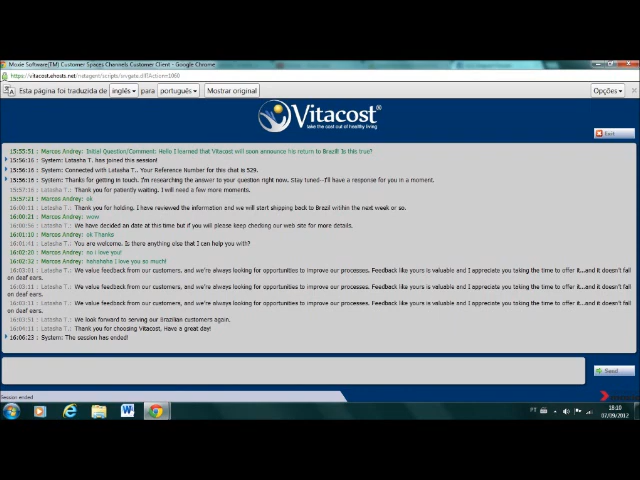 Moxie Software(TM) Customer Spaces Channels Customer Client - Google Chrome
Esta página foi traduzida de inglês para português Mostrar original Opções
Vitacost®
take the cost out of healthy living
Exit
15:55:51 : Marcos Andrey: Initial Question/Comment: Hello I learned that Vitacost will soon announce his return to Brazil! Is this true?
15:56:16 : System: Latasha T. has joined this session!
15:56:16 : System: Connected with Latasha T.. Your Reference Number for this chat is 529.
15:56:16 : System: Thanks for getting in touch. I'm researching the answer to your question right now. Stay tuned--I'll have a response for you in a moment.
15:57:16 : Latasha T.: Thank you for patiently waiting. I will need a few more moments.
15:57:21 : Marcos Andrey: ok
Latasha T.: Thank you for holding, I have reviewed the information and we will start shipping back to Brazil within the next week or so.
16:00:21 : Marcos Andrey: wow
Latasha T.: We have decided an date at this time but if you will please keep checking our web site for more details.
16:01:10 : Marcos Andrey: ok Thanks
16:01:41 : Latasha T.: You are welcome. Is there anything else that I can help you with?
16:02:20 : Marcos Andrey: no i love you!
16:02:32 : Marcos Andrey: hahahaha I love you so much!
Latasha T.: We value feedback from our customers, and we're always looking for opportunities to improve our processes. Feedback like yours is valuable and I appreciate you taking the time to offer it...and it doesn't fall
on deaf ears.
16:03:11 : Latasha T.: We value feedback from our customers, and we're always looking for opportunities to improve our processes. Feedback like yours is valuable and I appreciate you taking the time to offer it...and it doesn't fall
on deaf ears.
16:03:11 : Latasha T.: We value feedback from our customers, and we're always looking for opportunities to improve our processes. Feedback like yours is valuable and I appreciate you taking the time to offer it...and it doesn't fall
on deaf ears.
16:03:51 : Latasha T.: We look forward to serving our Brazilian customers again.
16:04:11 : Latasha T.: Thank you for choosing Vitacost, Have a great day!
16:06:23 : System: The session has ended!
Send
Session ended
PT
18:10
07/09/2012